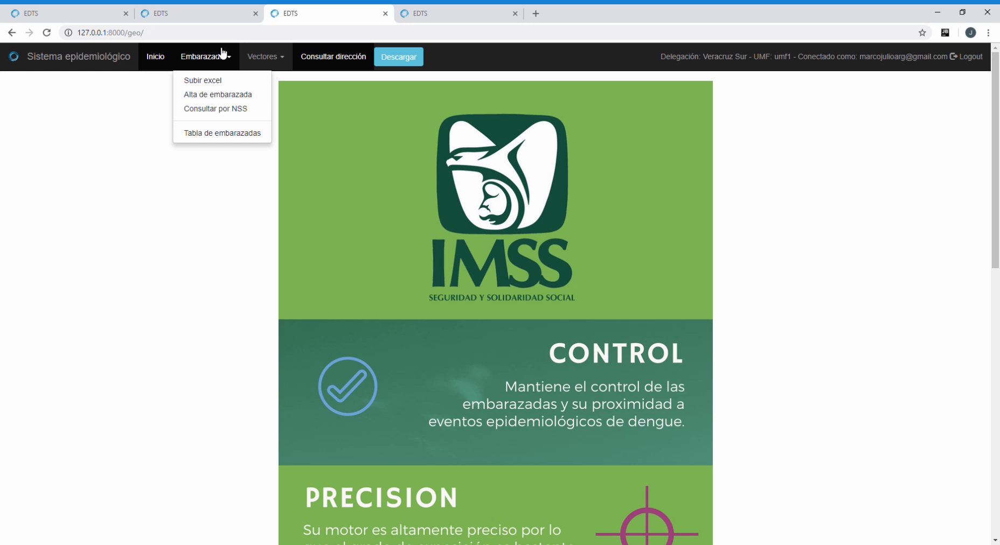 EDTS
EDTS
EDTS
EDTS
127.0.0.1:8000/geo/
JB
J
Sistema epidemiológico
Inicio
Vectores
Consultar dirección
Descargar
Delegación: Veracruz Sur - UMF: umf1 - Conectado como: marcojulioarg@gmail.com
Logout
Subir excel
Alta de embarazada
Consultar por NSS
Tabla de embarazadas
IMSS
SEGURIDAD Y SOLIDARIDAD SOCIAL
CONTROL
Mantiene el control de las
embarazadas y su proximidad a
eventos epidemiológicos de dengue.
PRECISION
Su motor es altamente preciso por lo